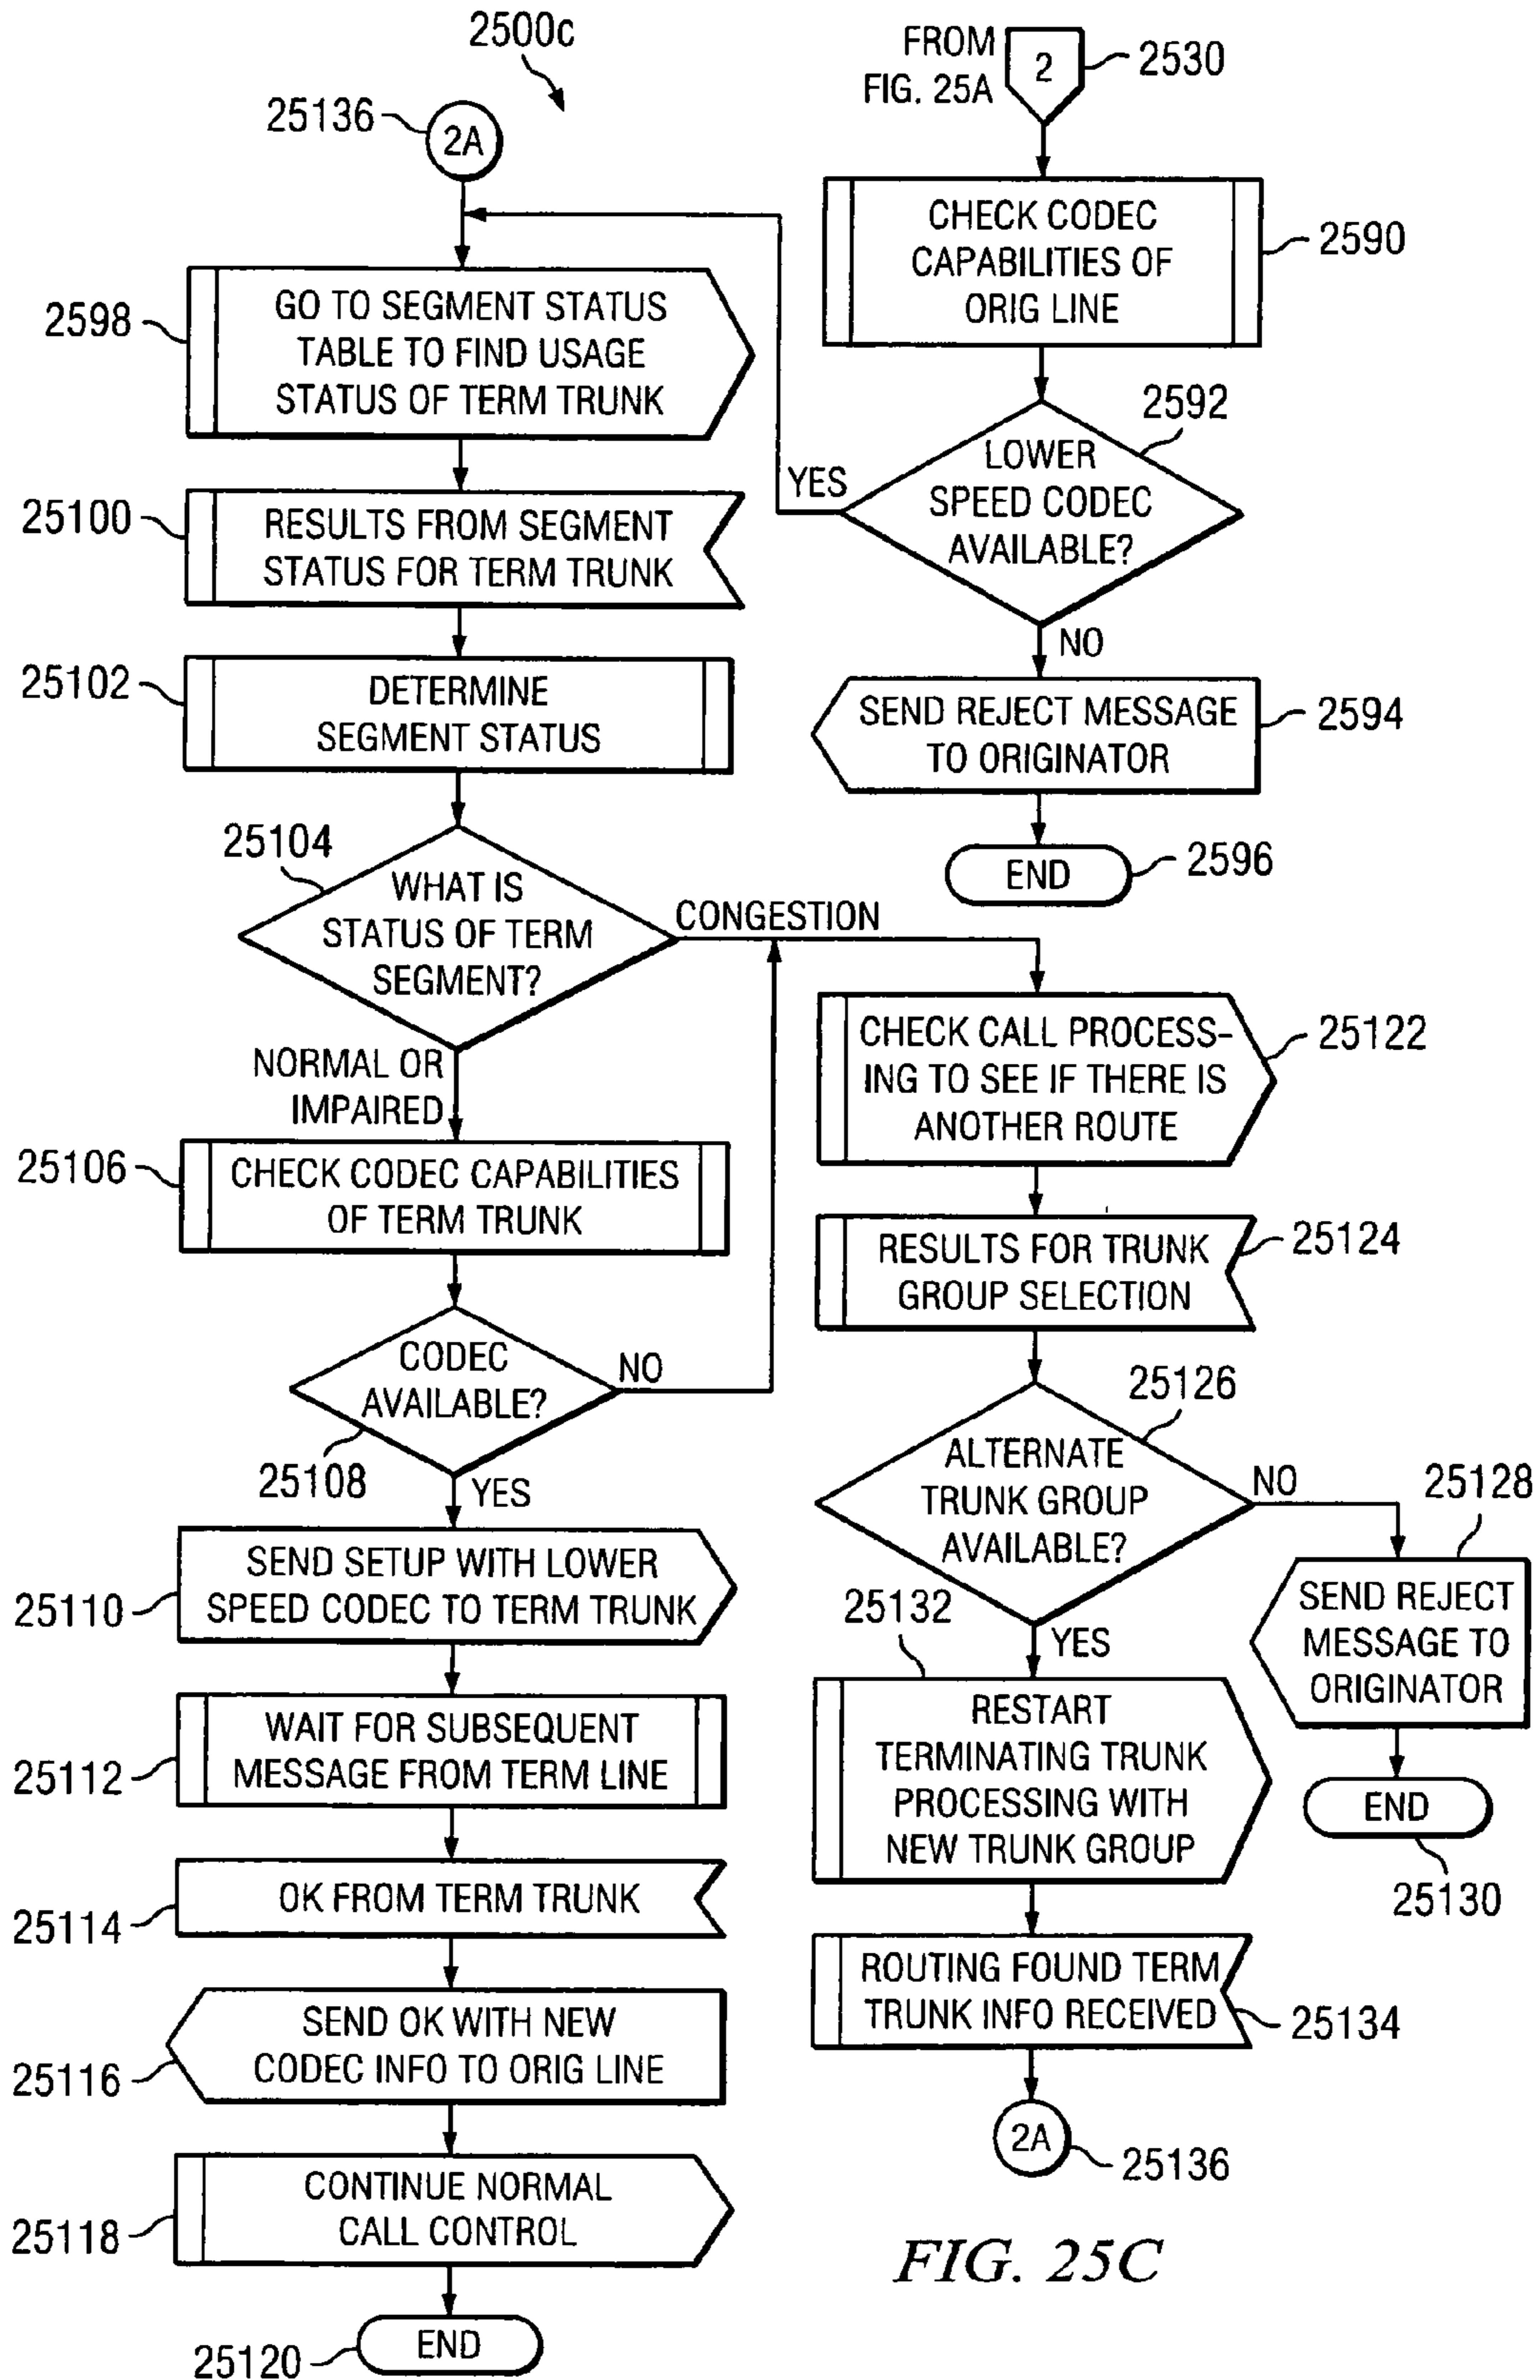 2500c
FROM
FIG. 25A
2
2530
25136
2A
CHECK CODEC
CAPABILITIES OF
ORIG LINE
2590
2598
GO TO SEGMENT STATUS
TABLE TO FIND USAGE
STATUS OF TERM TRUNK
2592
LOWER
SPEED CODEC
AVAILABLE?
YES
NO
25100
RESULTS FROM SEGMENT
STATUS FOR TERM TRUNK
25102
DETERMINE
SEGMENT STATUS
SEND REJECT MESSAGE
TO ORIGINATOR
2594
END
2596
25104
WHAT IS
STATUS OF TERM
SEGMENT?
CONGESTION
NORMAL OR
IMPAIRED
CHECK CALL PROCESS-
ING TO SEE IF THERE IS
ANOTHER ROUTE
25122
25106
CHECK CODEC CAPABILITIES
OF TERM TRUNK
RESULTS FOR TRUNK
GROUP SELECTION
25124
CODEC
AVAILABLE?
NO
25108
YES
25126
ALTERNATE
TRUNK GROUP
AVAILABLE?
NO
25128
YES
SEND REJECT
MESSAGE TO
ORIGINATOR
END
25130
25110
SEND SETUP WITH LOWER
SPEED CODEC TO TERM TRUNK
25132
RESTART
TERMINATING TRUNK
PROCESSING WITH
NEW TRUNK GROUP
25112
WAIT FOR SUBSEQUENT
MESSAGE FROM TERM LINE
25114
OK FROM TERM TRUNK
ROUTING FOUND TERM
TRUNK INFO RECEIVED
25134
25116
SEND OK WITH NEW
CODEC INFO TO ORIG LINE
2A
25136
25118
CONTINUE NORMAL
CALL CONTROL
25120
END
FIG. 25C